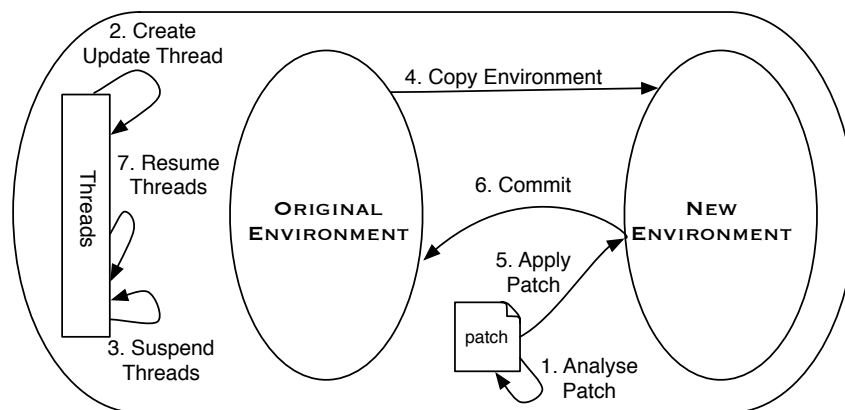 2. Create
Update Thread
4. Copy Environment
7. Resume
Threads
Threads
6. Commit
ORIGINAL
ENVIRONMENT
NEW
ENVIRONMENT
5. Apply
Patch
patch
3. Suspend
Threads
1. Analyse
Patch